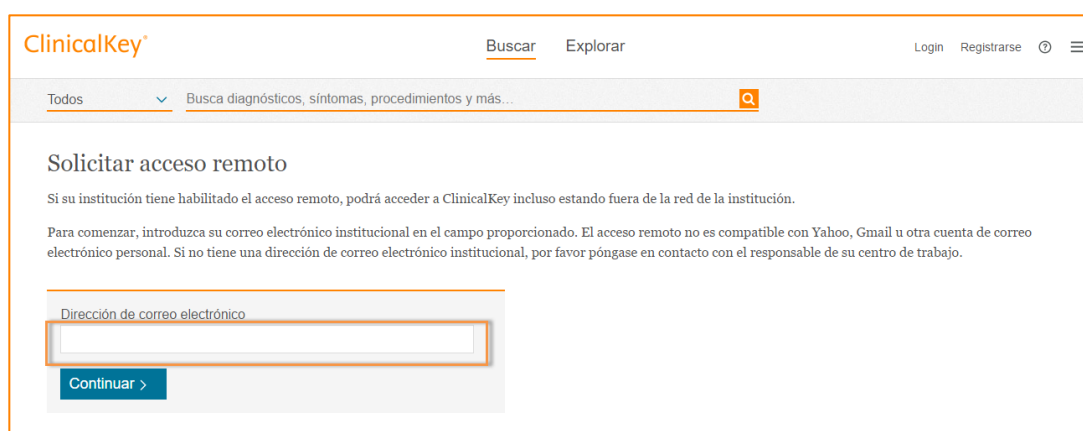 ClinicalKey®
Buscar Explorar
Login Registrarse ?
Todos Busca diagnósticos, síntomas, procedimientos y más...
Solicitar acceso remoto
Si su institución tiene habilitado el acceso remoto, podrá acceder a ClinicalKey incluso estando fuera de la red de la institución.
Para comenzar, introduzca su correo electrónico institucional en el campo proporcionado. El acceso remoto no es compatible con Yahoo, Gmail u otra cuenta de correo
electrónico personal. Si no tiene una dirección de correo electrónico institucional, por favor póngase en contacto con el responsable de su centro de trabajo.
Dirección de correo electrónico
Continuar >